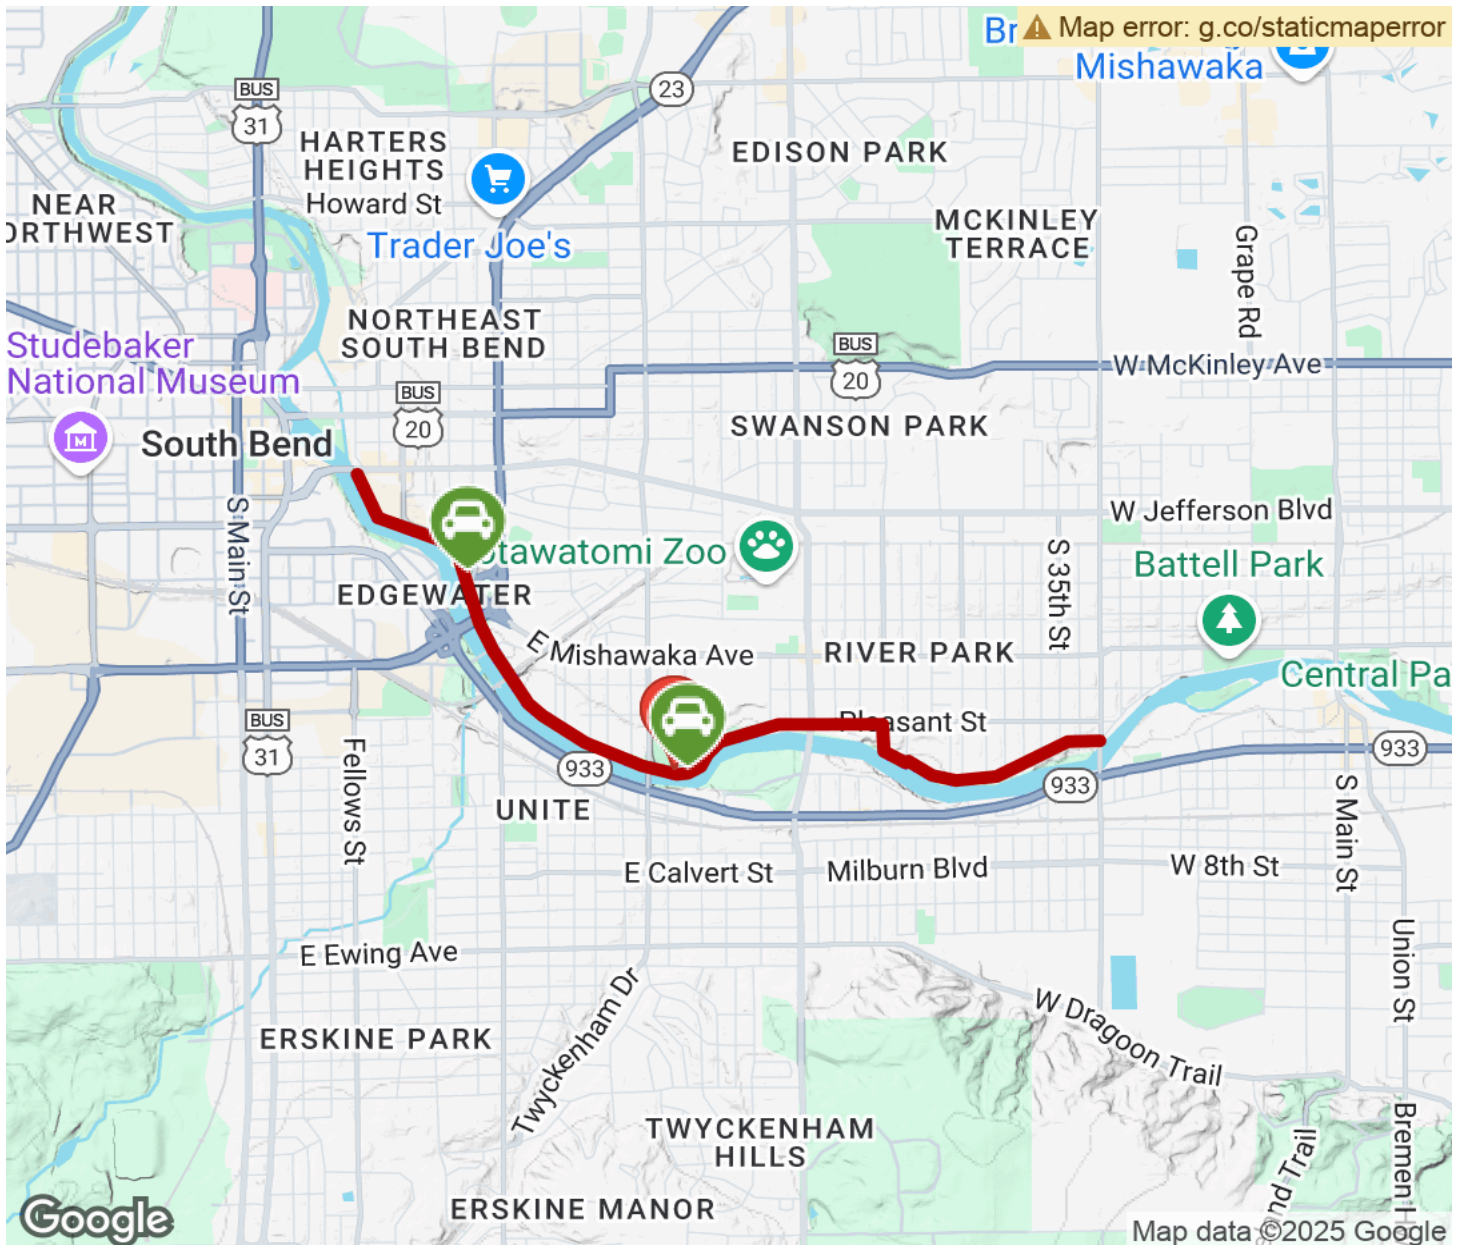 Br
Map error: g.co/staticmaperror
Mishawaka
BUS
31
23
HARTERS
HEIGHTS
EDISON PARK
Howard St
NEAR
ORTHWEST
MCKINLEY
TERRACE
Trader Joe's
Grape Rd
NORTHEAST
SOUTH BEND
Studebaker
National Museum
BUS
20
W McKinley Ave
BUS
20
SWANSON PARK
South Bend
S Main St
W Jefferson Blvd
tawatomi Zoo
S 35th St
Battell Park
EDGEWATER
E Mishawaka Ave
RIVER PARK
Central Pa
BUS
31
Pleasant St
933
933
933
Fellows St
UNITE
S Main St
E Calvert St
Milburn Blvd
W 8th St
E Ewing Ave
Union St
Twyckenham Dr
W Dragoon Trail
ERSKINE PARK
TWYCKENHAM
HILLS
nd Trail
Bremen H
ERSKINE MANOR
Google
Map data ©2025 Google